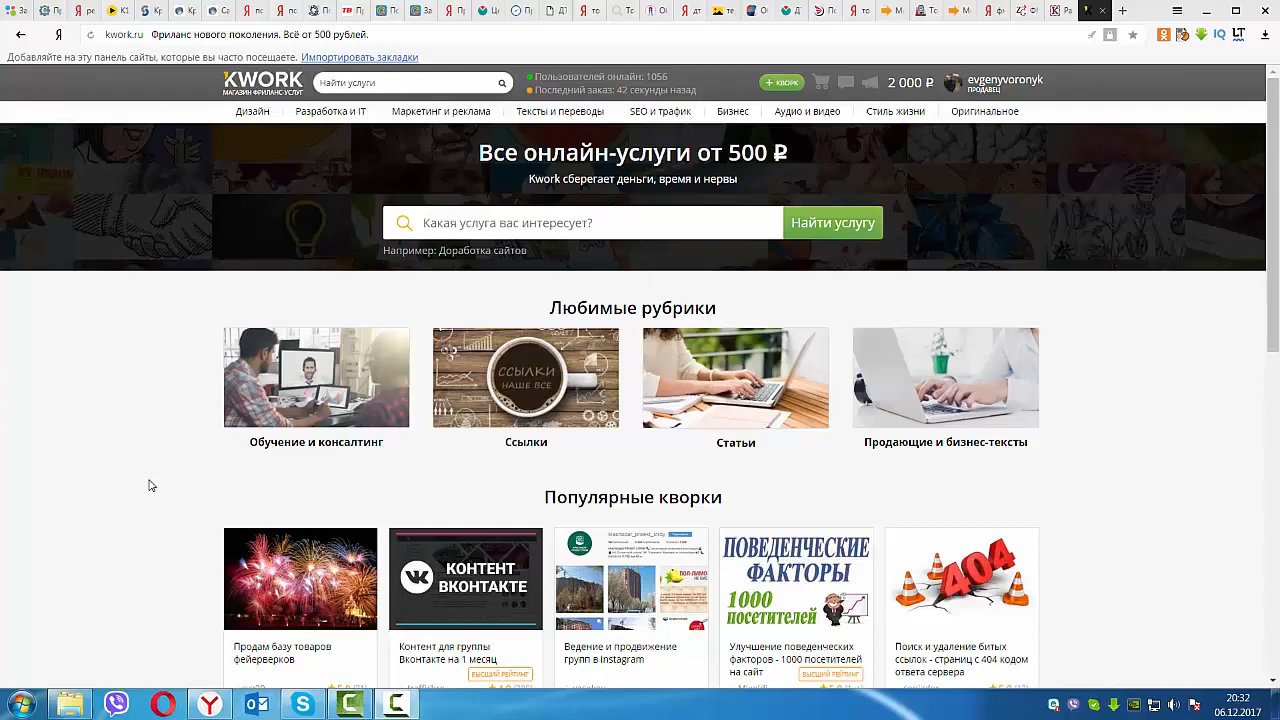 kwork.ru Фриланс нового поколения. Всё от 500 рублей.
Добавляйте на эту панель сайты, которые вы часто посещаете. Импортировать закладки
KWORK
МАГАЗИН ФРИЛАНС-УСЛУГ
Найти услуги
Пользователей онлайн: 1056
Последний заказ: 42 секунды назад
+ КВОРК
2 000 ₽
evgenyvoronyk
ПРОДАВЕЦ
Дизайн Разработка и IT Маркетинг и реклама Тексты и переводы SEO и трафик Бизнес Аудио и видео Стиль жизни Оригинальное
Все онлайн-услуги от 500 ₽
Kwork сберегает деньги, время и нервы
Какая услуга вас интересует?
Найти услугу
Например: Доработка сайтов
Любимые рубрики
ССЫЛКИ
НАШЕ ВСЕ
Обучение и консалтинг Ссылки Статьи Продающие и бизнес-тексты
Популярные кворки
КОНТЕНТ
ВКОНТАКТЕ
krasnodar_proekt_stroy
ПОВЕДЕНЧЕСКИЕ
ФАКТОРЫ
1000
посетителей
404
Продам базу товаров
фейерверков
Контент для группы
Вконтакте на 1 месяц
ВЫСШИЙ РЕЙТИНГ
Ведение и продвижение
групп в Instagram
Улучшение поведенческих
факторов - 1000 посетителей
на сайт
ВЫСШИЙ РЕЙТИНГ
Поиск и удаление битых
ссылок - страниц с 404 кодом
ответа сервера
20:32
06.12.2017